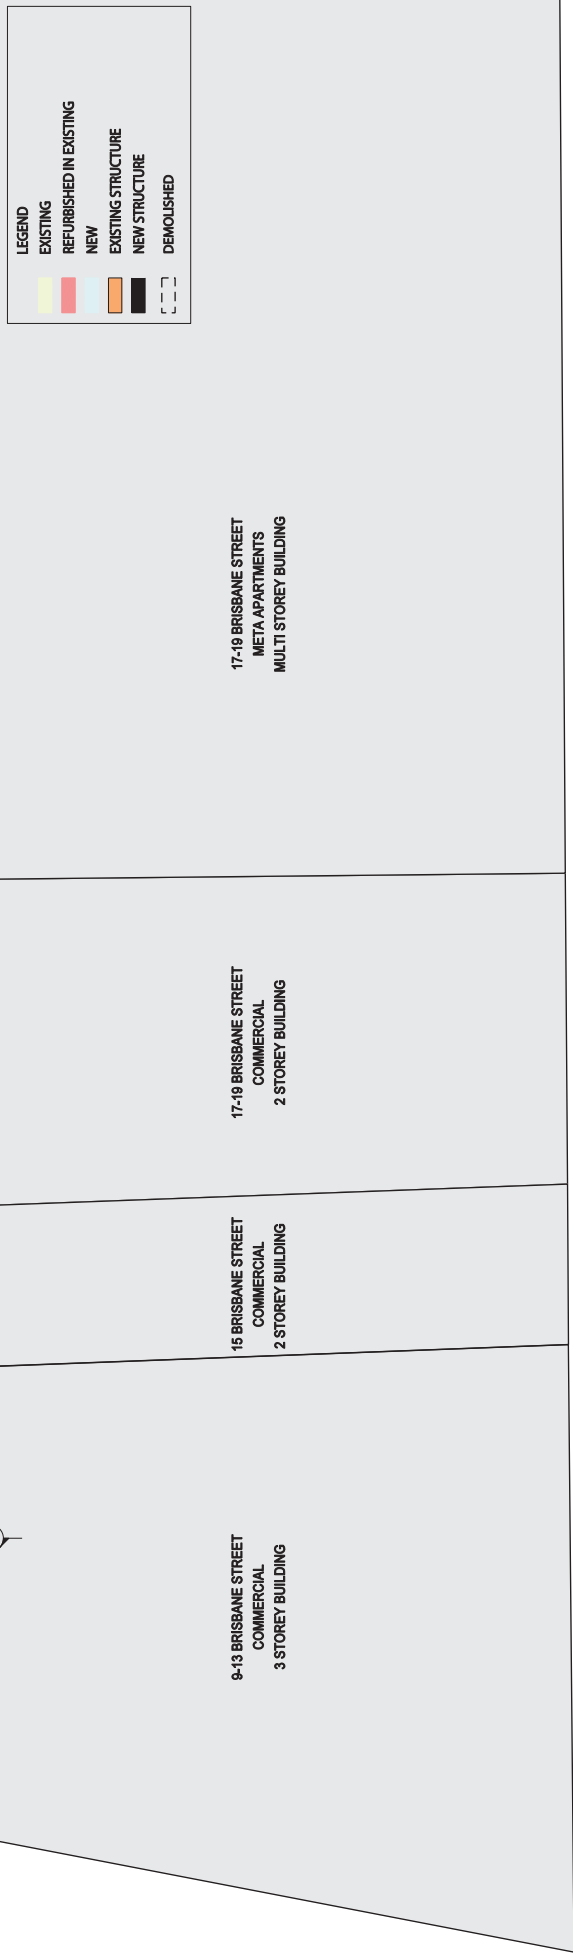 LEGEND
EXISTING
REFURBISHED IN EXISTING
NEW
EXISTING STRUCTURE
NEW STRUCTURE
DEMOLISHED
17-19 BRISBANE STREET
META APARTMENTS
MULTI STOREY BUILDING
17-19 BRISBANE STREET
COMMERCIAL
2 STOREY BUILDING
15 BRISBANE STREET
COMMERCIAL
2 STOREY BUILDING
9-13 BRISBANE STREET
COMMERCIAL
3 STOREY BUILDING